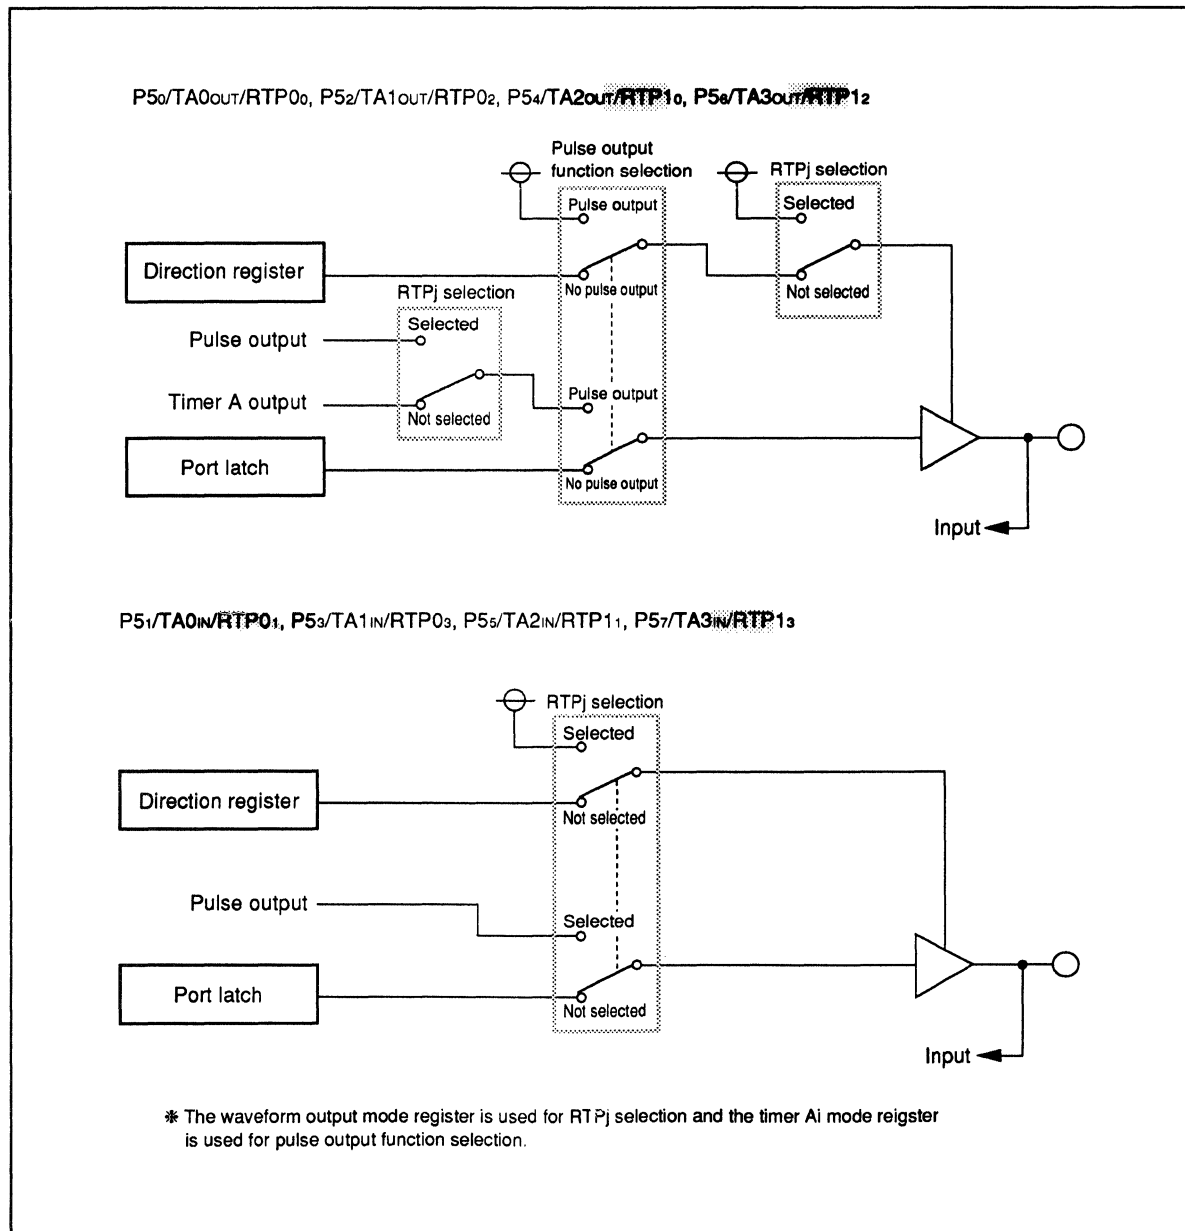 P5₀/TA0OUT/RTP0₀, P5₂/TA1OUT/RTP0₂, P5₄/TA2OUT/RTP1₀, P5₆/TA3OUT/RTP1₂
Pulse output
function selection
RTPj selection
Pulse output
Selected
Direction register
No pulse output
Not selected
RTPj selection
Selected
Pulse output
Pulse output
Timer A output
Not selected
Port latch
No pulse output
Input
P5₁/TA0IN/RTP0₁, P5₃/TA1IN/RTP0₃, P5₅/TA2IN/RTP1₁, P5₇/TA3IN/RTP1₃
RTPj selection
Selected
Direction register
Not selected
Pulse output
Selected
Port latch
Not selected
Input
※ The waveform output mode register is used for RTPj selection and the timer Ai mode reigster
is used for pulse output function selection.